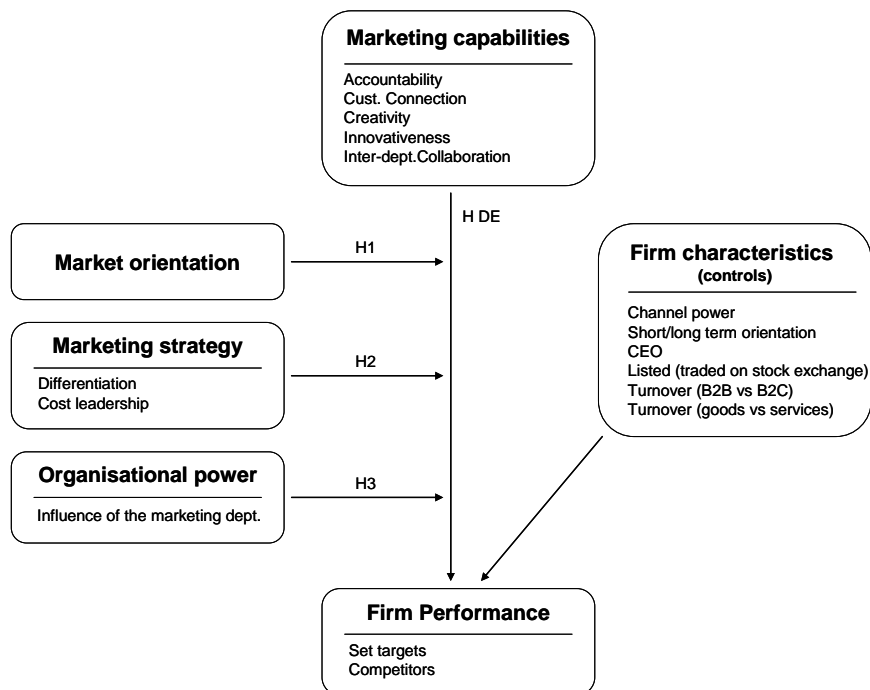 Marketing capabilities
Accountability
Cust. Connection
Creativity
Innovativeness
Inter-dept.Collaboration
H DE
Market orientation
H1
Marketing strategy
Differentiation
Cost leadership
H2
Organisational power
Influence of the marketing dept.
H3
Firm characteristics
(controls)
Channel power
Short/long term orientation
CEO
Listed (traded on stock exchange)
Turnover (B2B vs B2C)
Turnover (goods vs services)
Firm Performance
Set targets
Competitors